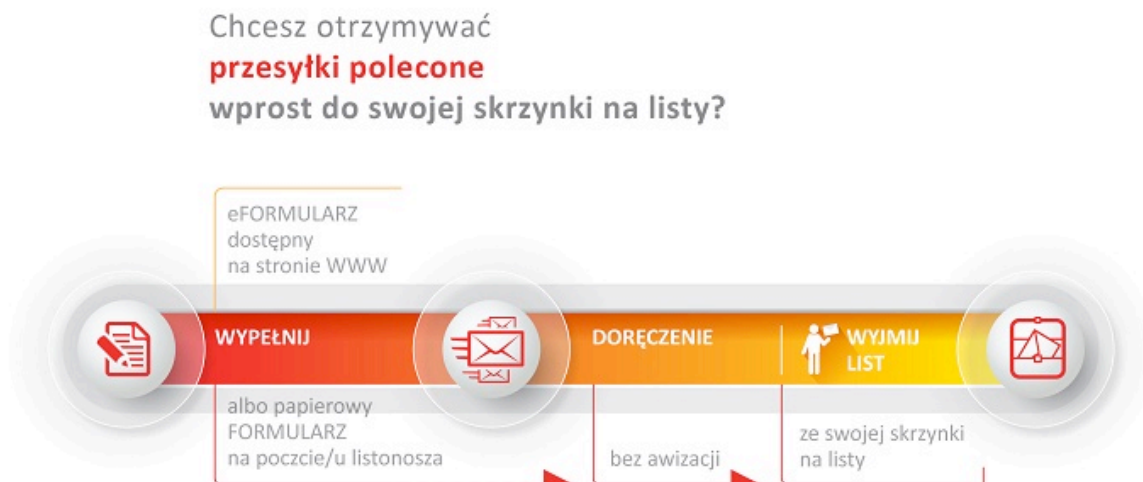 Chcesz otrzymywać
przesyłki polecone
wprost do swojej skrzynki na listy?
eFORMULARZ
dostępny
na stronie WWW
WYPEŁNIJ
DORĘCZENIE
WYJMIJ
LIST
albo papierowy
FORMULARZ
na poczcie/u listonosza
bez awizacji
ze swojej skrzynki
na listy